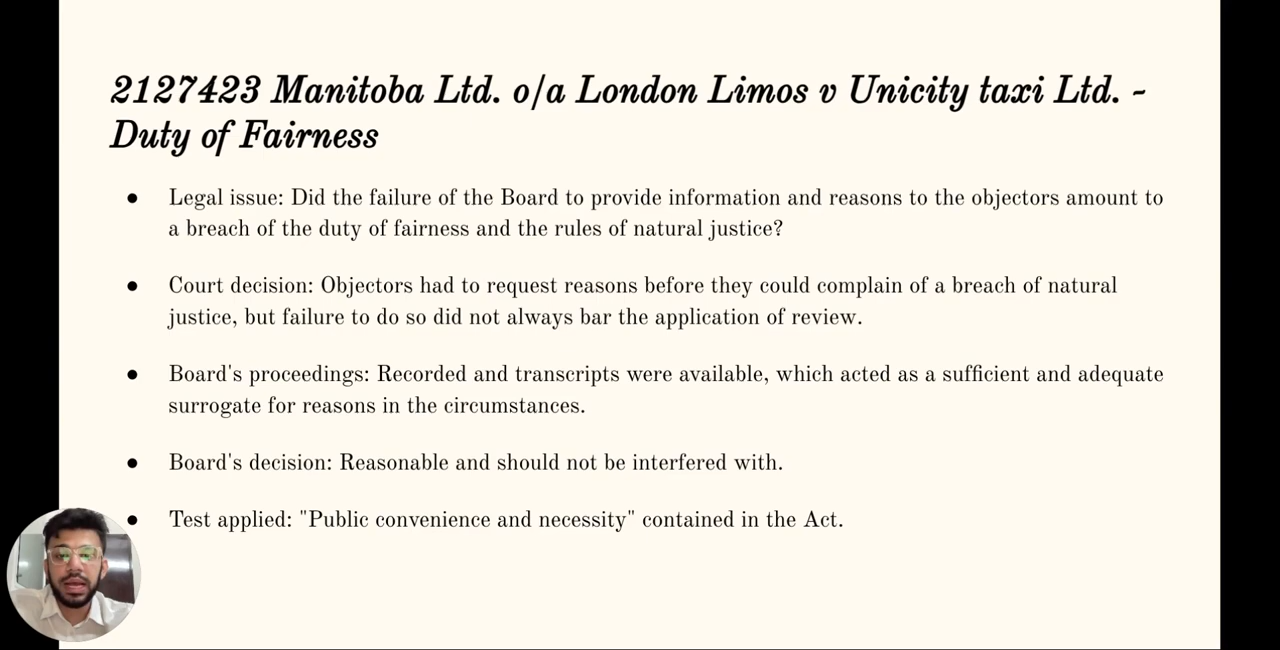 2127423 Manitoba Ltd. o/a London Limos v Unicity taxi Ltd. -
Duty of Fairness
● Legal issue: Did the failure of the Board to provide information and reasons to the objectors amount to
a breach of the duty of fairness and the rules of natural justice?
● Court decision: Objectors had to request reasons before they could complain of a breach of natural
justice, but failure to do so did not always bar the application of review.
● Board's proceedings: Recorded and transcripts were available, which acted as a sufficient and adequate
surrogate for reasons in the circumstances.
● Board's decision: Reasonable and should not be interfered with.
● Test applied: "Public convenience and necessity" contained in the Act.